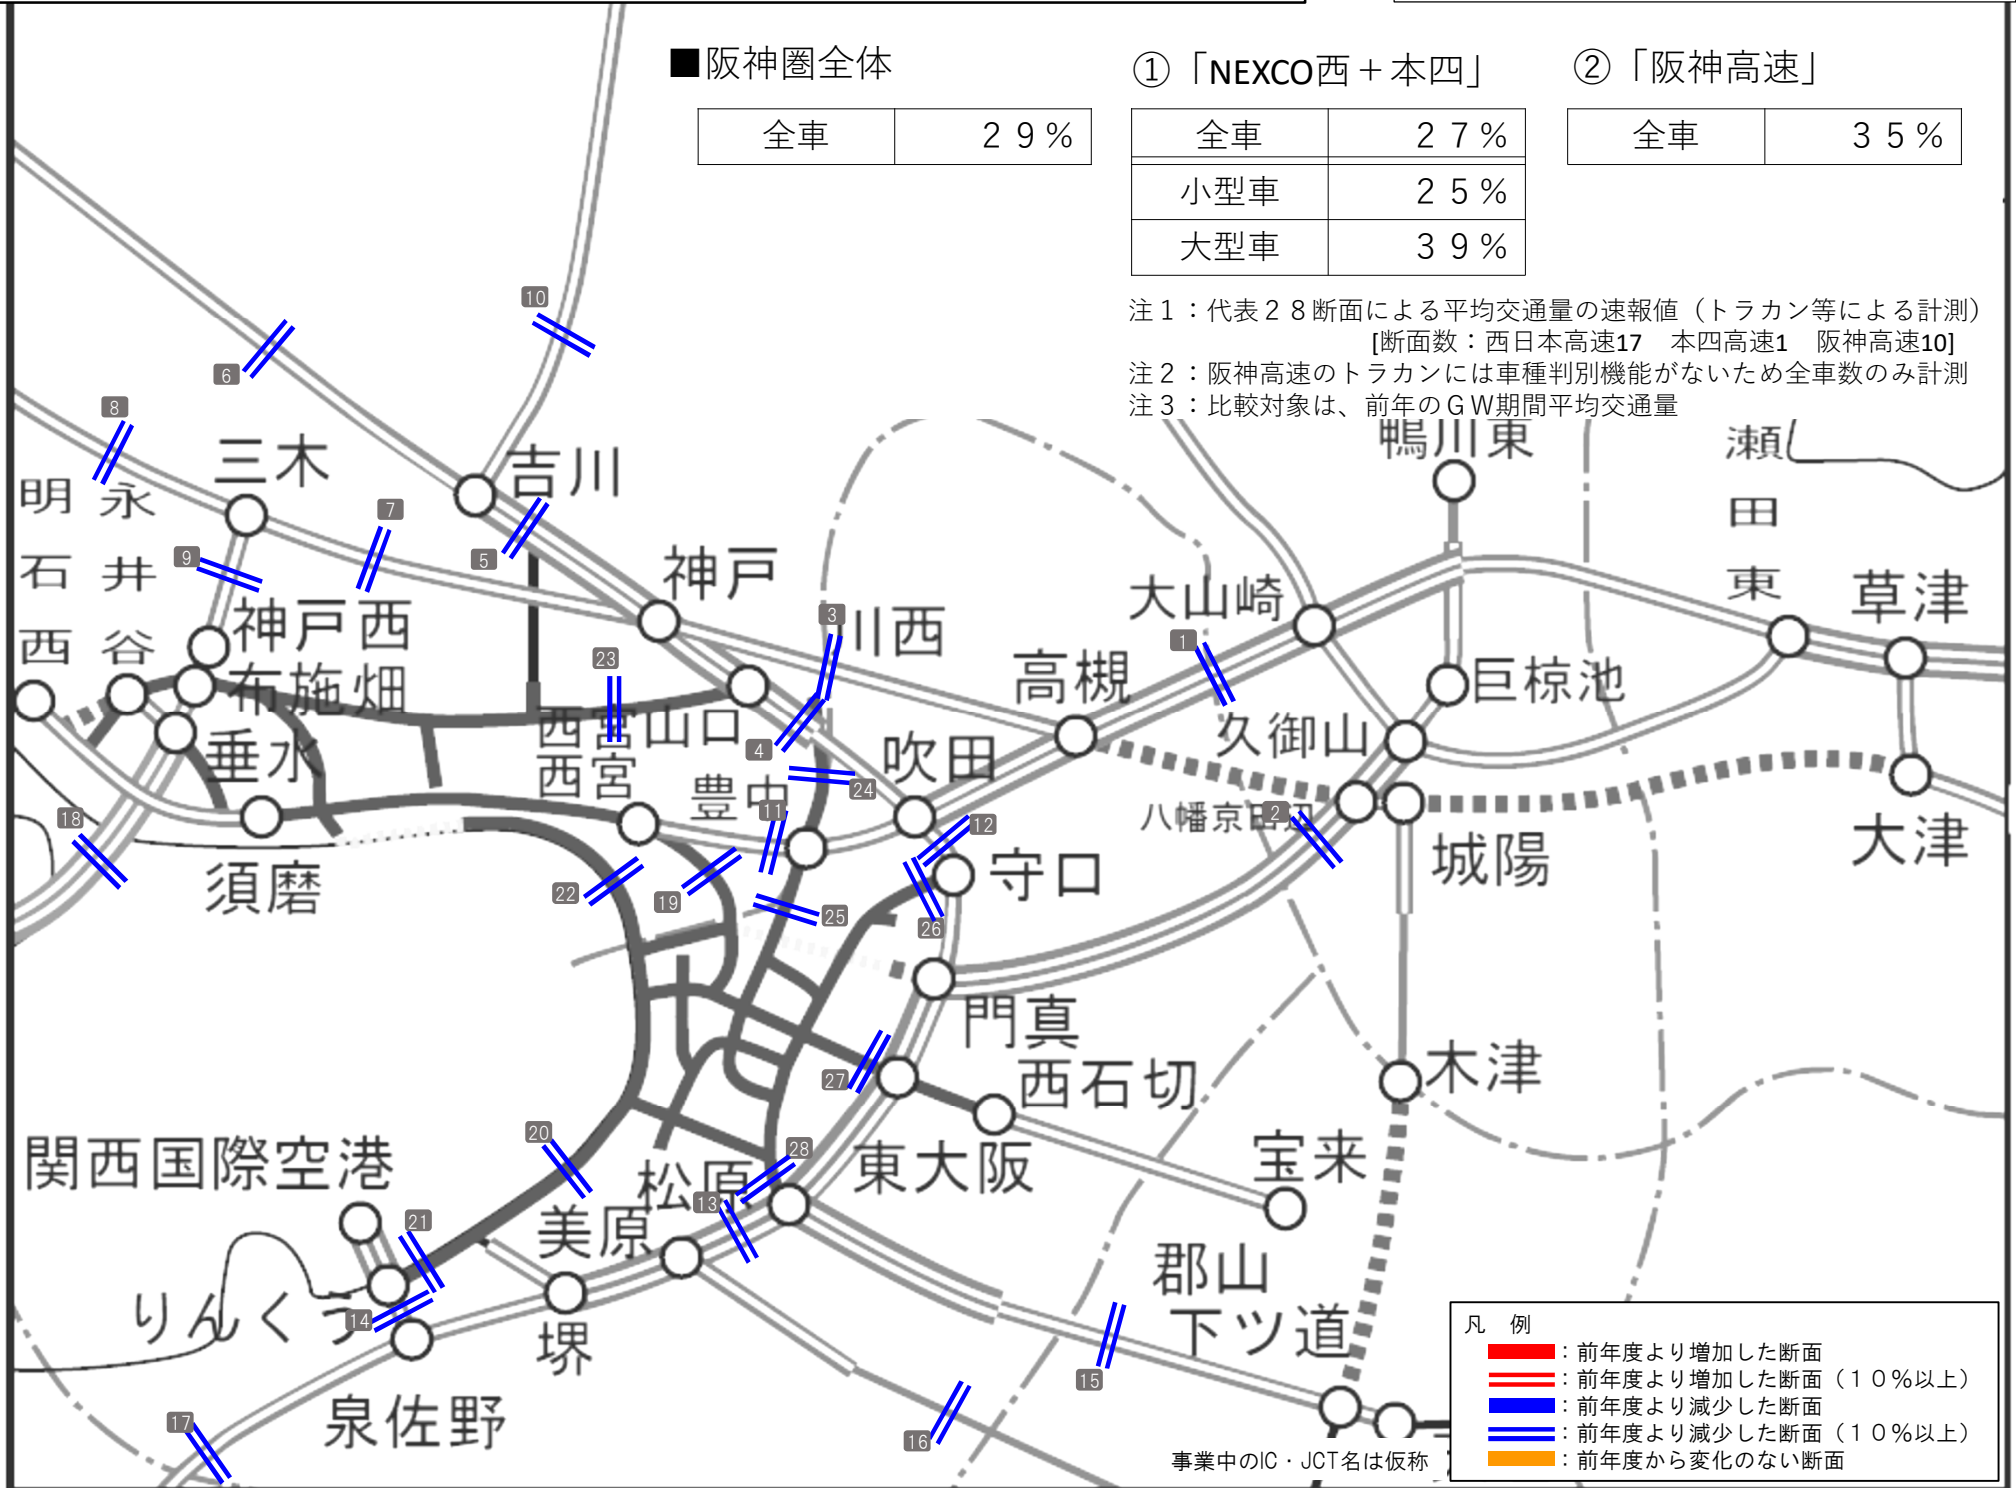 ■阪神圏全体
全車 29%
①「NEXCO西＋本四」
全車 27%
小型車 25%
大型車 39%
②「阪神高速」
全車 35%
注１：代表２８断面による平均交通量の速報値（トラカン等による計測）
[断面数：西日本高速17　本四高速1　阪神高速10]
注２：阪神高速のトラカンには車種判別機能がないため全車数のみ計測
注３：比較対象は、前年のＧＷ期間平均交通量
10
6
8
三木
吉川
鴨川東
瀬田東
明石西
永井谷
7
5
9
神戸
大山崎
草津
神戸西
3
川西
1
23
高槻
布施畑
巨椋池
西宮山口
4
久御山
垂水
西宮
吹田
豊中
24
18
11
12
八幡京田辺
2
須磨
守口
城陽
大津
22
19
25
26
門真
27
西石切
木津
20
28
関西国際空港
松原
東大阪
宝来
13
21
美原
郡山
りんくう
14
下ツ道
堺
15
17
泉佐野
16
事業中のIC・JCT名は仮称
凡　例
：前年度より増加した断面
：前年度より増加した断面（１０％以上）
：前年度より減少した断面
：前年度より減少した断面（１０％以上）
：前年度から変化のない断面